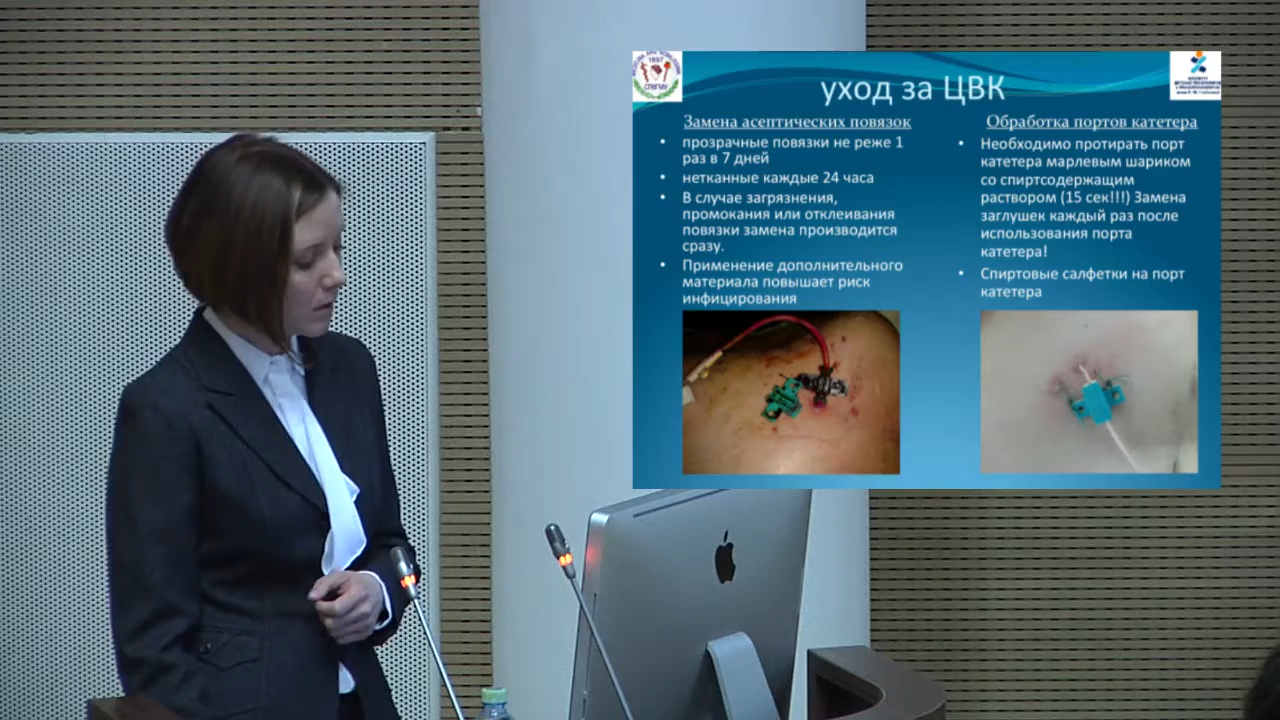 уход за ЦВК
Замена асептических повязок
• прозрачные повязки не реже 1
раз в 7 дней
• нетканные каждые 24 часа
• В случае загрязнения,
промокания или отклеивания
повязки замена производится
сразу.
• Применение дополнительного
материала повышает риск
инфицирования
Обработка портов катетера
• Необходимо протирать порт
катетера марлевым шариком
со спиртсодержащим
раствором (15 сек!!!) Замена
заглушек каждый раз после
использования порта
катетера!
• Спиртовые салфетки на порт
катетера
1897